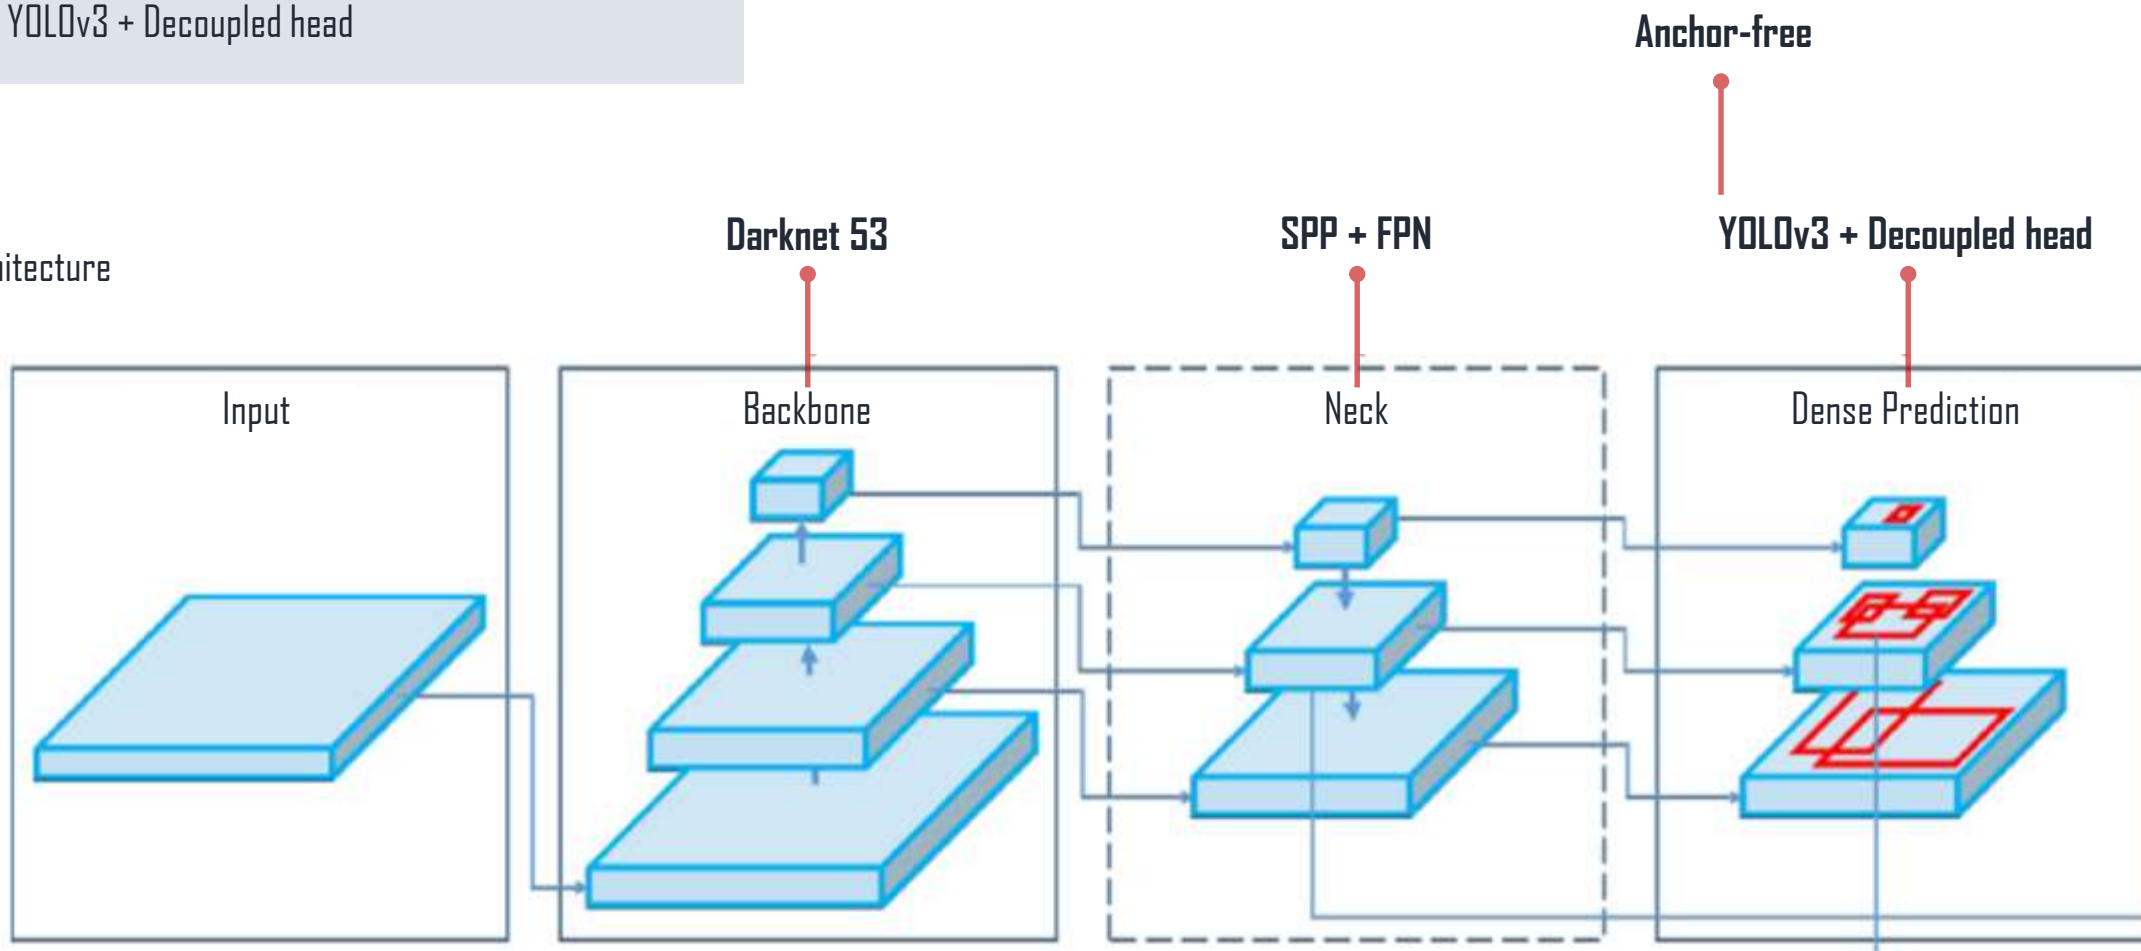 YOLOv3 + Decoupled head
Anchor-free
Darknet 53
SPP + FPN
YOLOv3 + Decoupled head
itecture
Input
Backbone
Neck
Dense Prediction